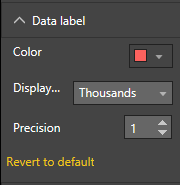 Data label
Color
Display... Thousands
Precision 1
Revert to default